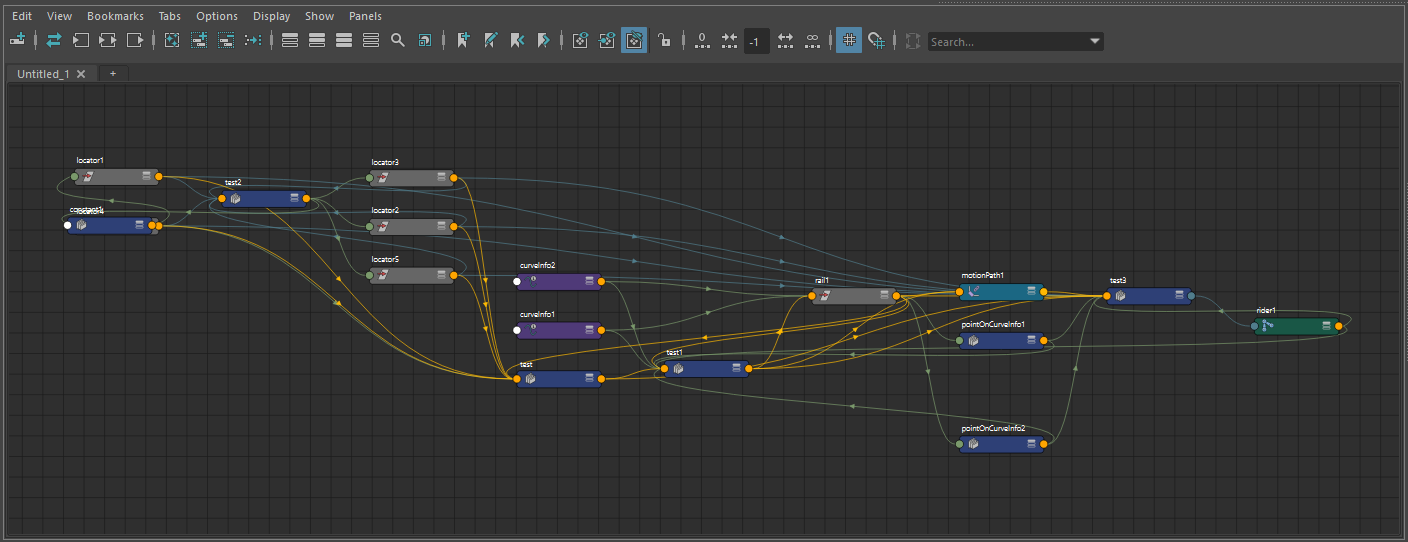 Edit View Bookmarks Tabs Options Display Show Panels
-1 0 ∞ Search...
Untitled_1 +
locator1
locator3
test2
locator2
locator5
curveInfo2
motionPath1
test3
rail1
rider1
curveInfo1
pointOnCurveInfo1
test1
test
pointOnCurveInfo2